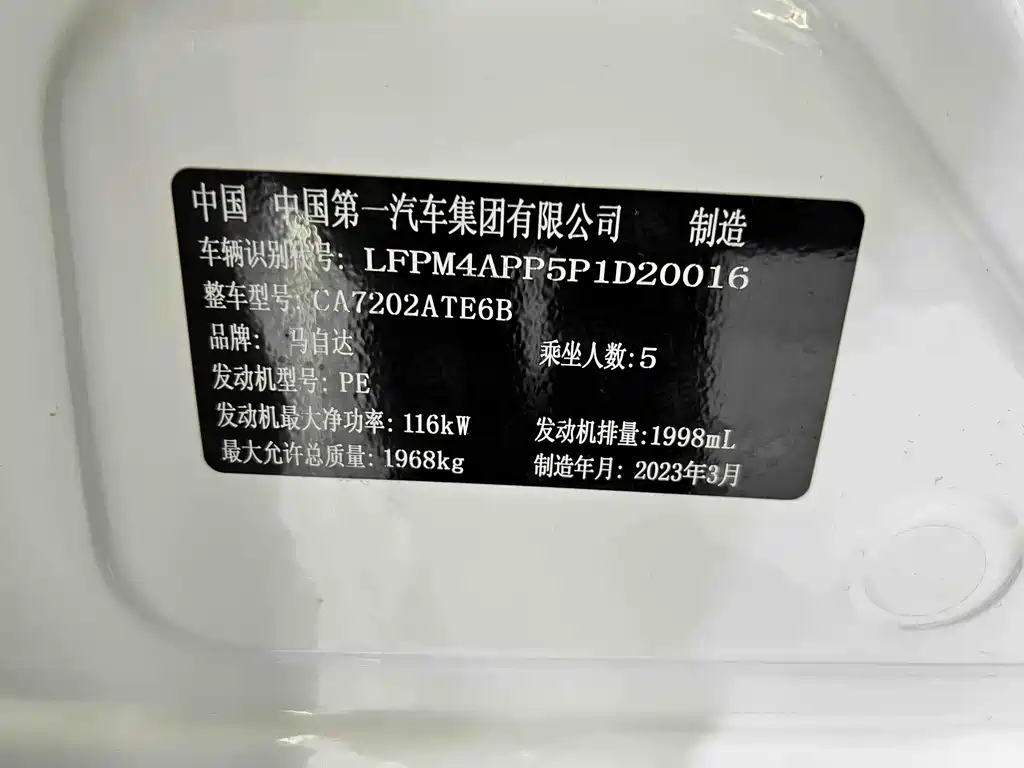 中国 中国第一汽车集团有限公司 制造
车辆识别代号: LFPM4APP5P1D20016
整车型号: CA7202ATE6B
品牌: 马自达 乘坐人数:5
发动机型号: PE
发动机最大净功率: 116kW 发动机排量:1998mL
最大允许总质量: 1968kg 制造年月: 2023年3月